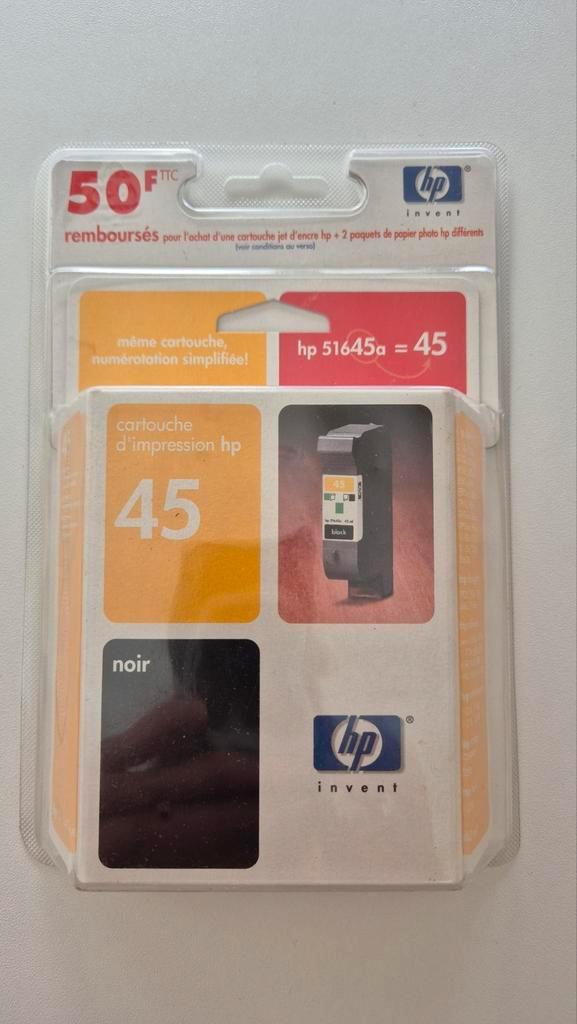 50F TTC
hp®
invent
remboursés pour l'achat d'une cartouche jet d'encre hp + 2 paquets de papier photo hp différents
(voir conditions au verso)
même cartouche,
numérotation simplifiée!
hp 51645a = 45
cartouche
d'impression hp
45
45
black
noir
hp®
invent